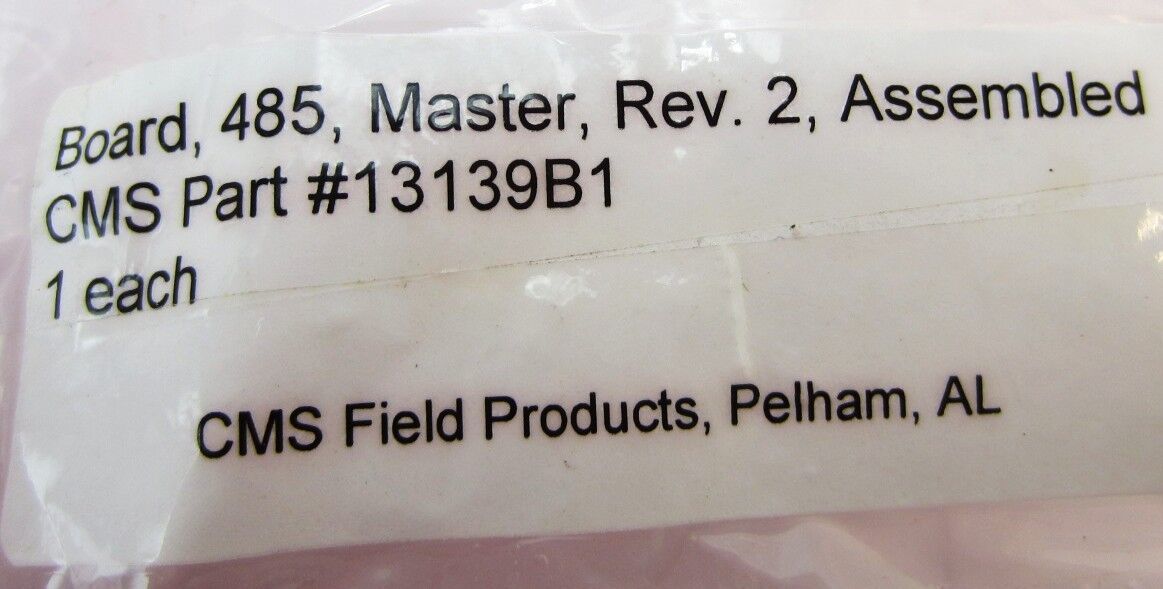 Board, 485, Master, Rev. 2, Assembled
CMS Part #13139B1
1 each
CMS Field Products, Pelham, AL